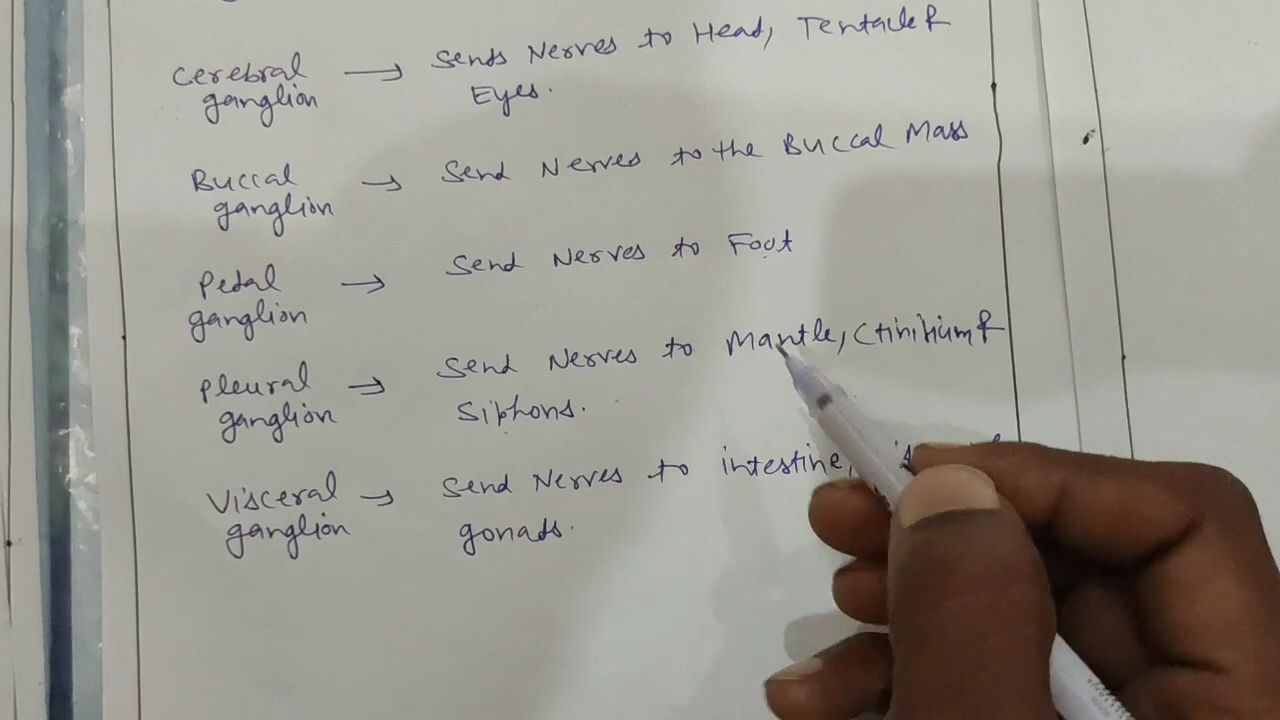 Cerebral ganglion → Sends Nerves to Head, Tentacle &
Eyes.
Buccal ganglion → Send Nerves to the Buccal Mass
Pedal ganglion → Send Nerves to Foot
Pleural ganglion → Send Nerves to Mantle, Ctinitium &
Siphons.
Visceral ganglion → Send Nerves to intestine,
gonads.